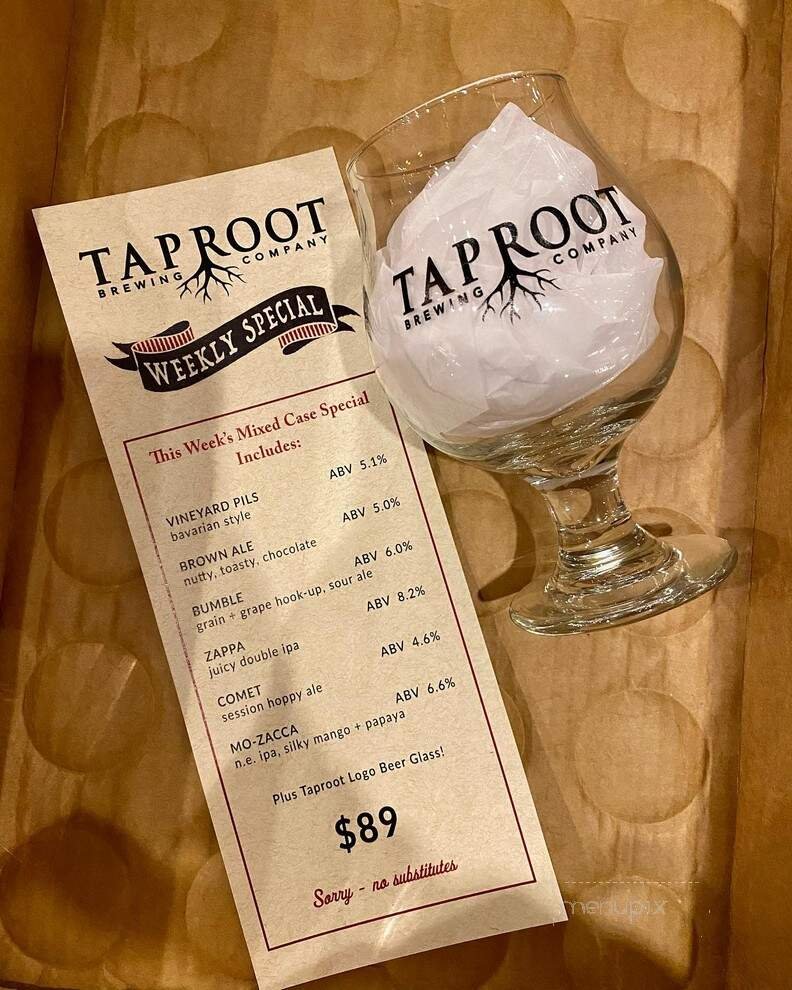 TAPROOT
BREWING COMPANY
WEEKLY SPECIAL
This Week's Mixed Case Special
Includes:
VINEYARD PILS ABV 5.1%
bavarian style
BROWN ALE ABV 5.0%
nutty, toasty, chocolate
BUMBLE ABV 6.0%
grain + grape hook-up, sour ale
ZAPPA ABV 8.2%
juicy double ipa
COMET ABV 4.6%
session hoppy ale
MO-ZACCA ABV 6.6%
n.e. ipa, silky mango + papaya
Plus Taproot Logo Beer Glass!
$89
Sorry - no substitutes
TAPROOT
BREWING COMPANY
menupix